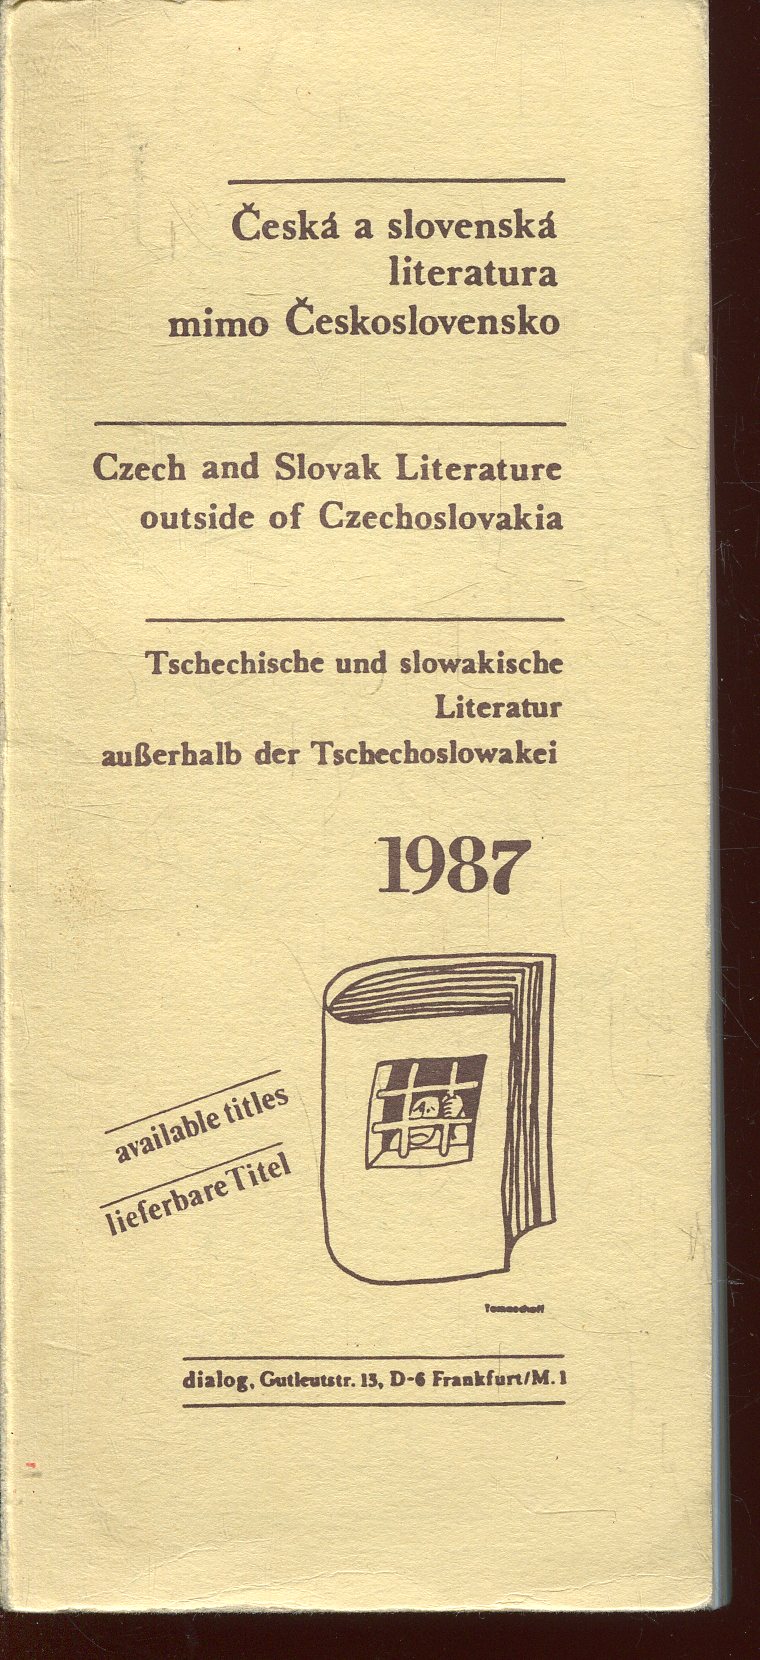 Česká a slovenská
literatura
mimo Československo
Czech and Slovak Literature
outside of Czechoslovakia
Tschechische und slowakische
Literatur
außerhalb der Tschechoslowakei
1987
available titles
lieferbare Titel
dialog, Gutleutstr. 13, D-6 Frankfurt/M. 1